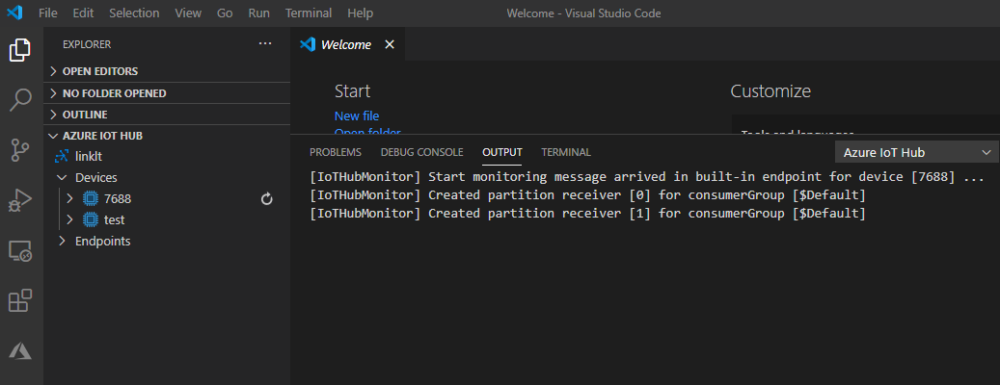 File Edit Selection View Go Run Terminal Help Welcome - Visual Studio Code
EXPLORER
OPEN EDITORS
NO FOLDER OPENED
OUTLINE
AZURE IOT HUB
linkIt
Devices
7688
test
Endpoints
Welcome
Start
New file
Open folder
Customize
Tools and languages
PROBLEMS DEBUG CONSOLE OUTPUT TERMINAL Azure IoT Hub
[IoTHubMonitor] Start monitoring message arrived in built-in endpoint for device [7688] ...
[IoTHubMonitor] Created partition receiver [0] for consumerGroup [$Default]
[IoTHubMonitor] Created partition receiver [1] for consumerGroup [$Default]